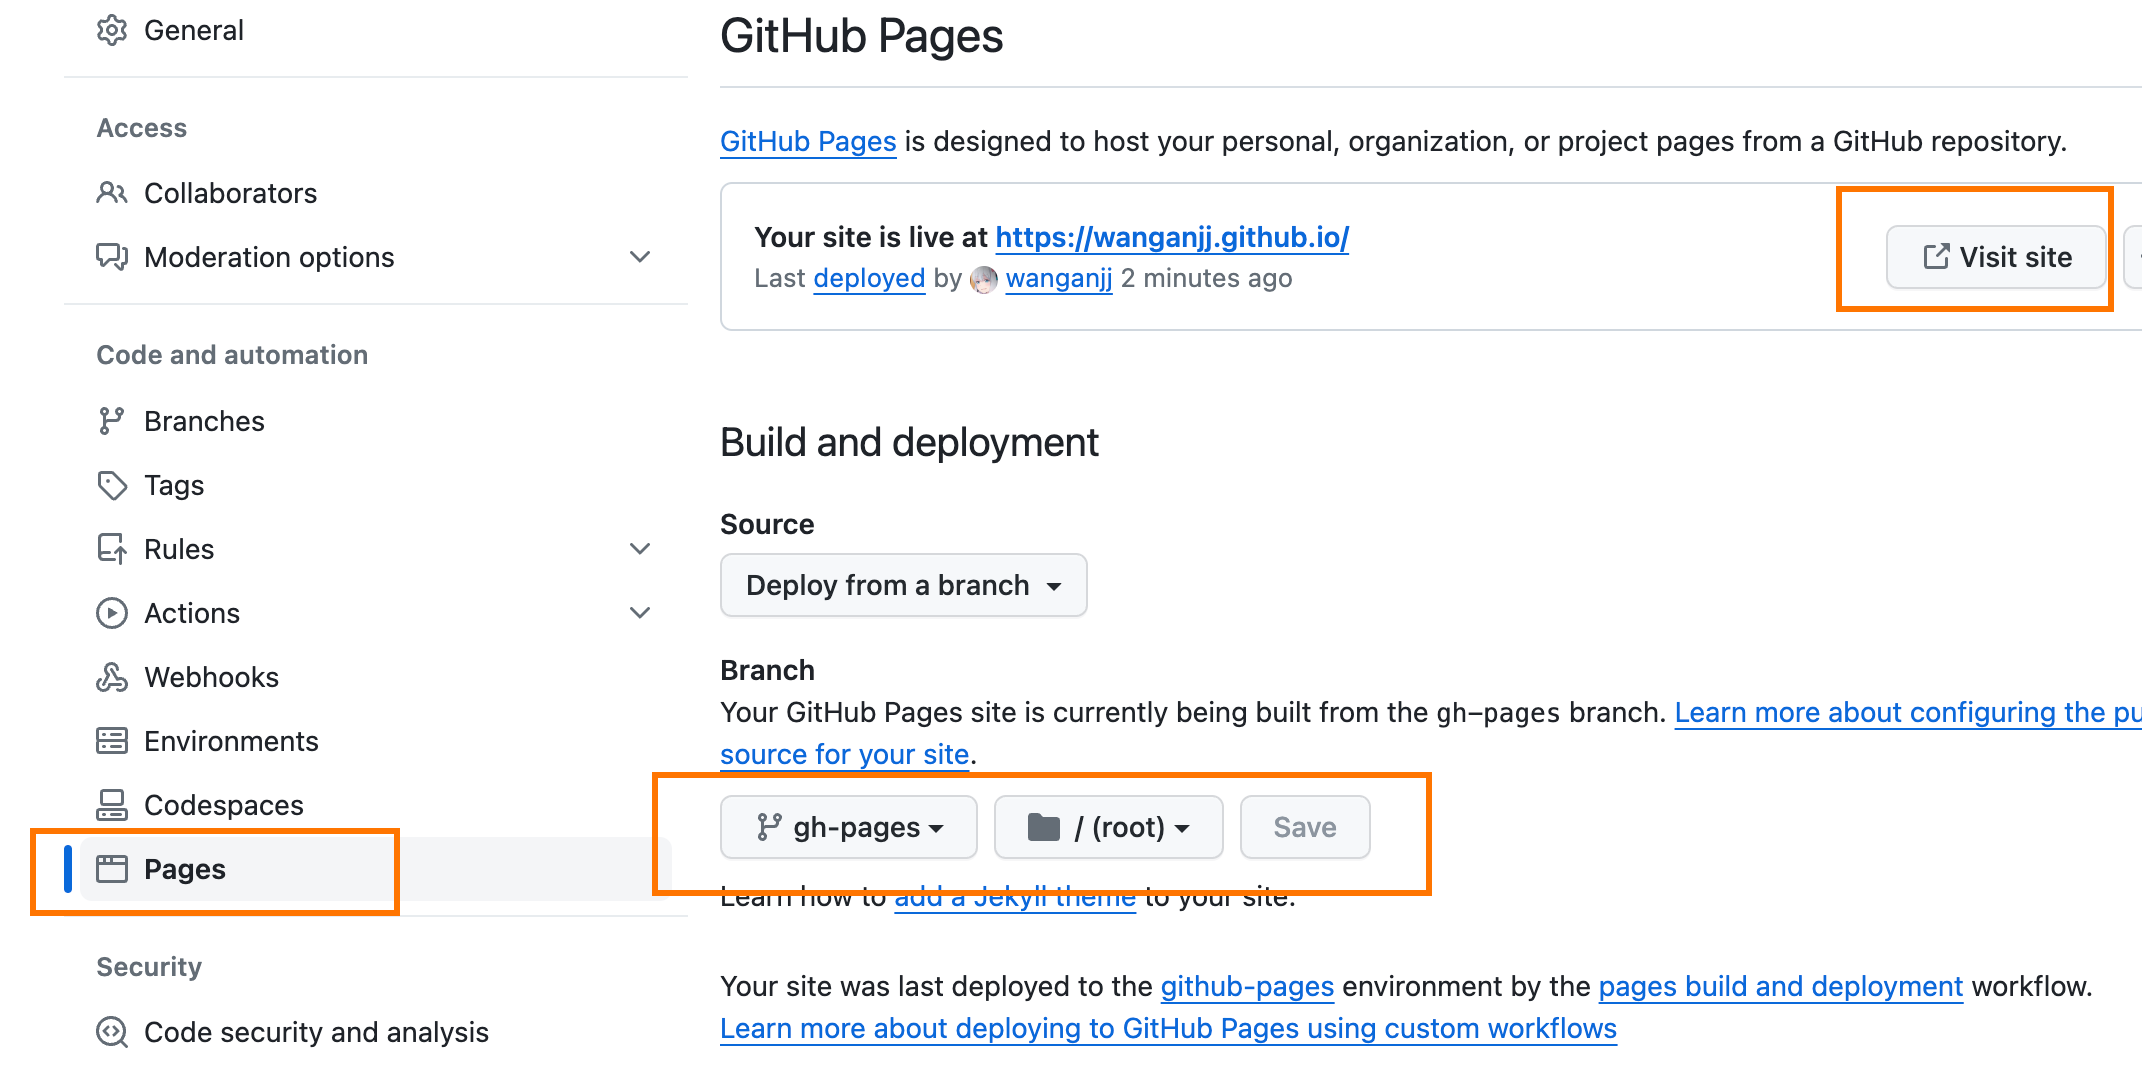 General
Access
Collaborators
Moderation options
Code and automation
Branches
Tags
Rules
Actions
Webhooks
Environments
Codespaces
Pages
Security
Code security and analysis
GitHub Pages
GitHub Pages is designed to host your personal, organization, or project pages from a GitHub repository.
Your site is live at https://wanganjj.github.io/
Last deployed by wanganjj 2 minutes ago
Visit site
Build and deployment
Source
Deploy from a branch
Branch
Your GitHub Pages site is currently being built from the gh-pages branch. Learn more about configuring the pu
source for your site.
gh-pages / (root) Save
Learn how to add a Jekyll theme to your site.
Your site was last deployed to the github-pages environment by the pages build and deployment workflow.
Learn more about deploying to GitHub Pages using custom workflows